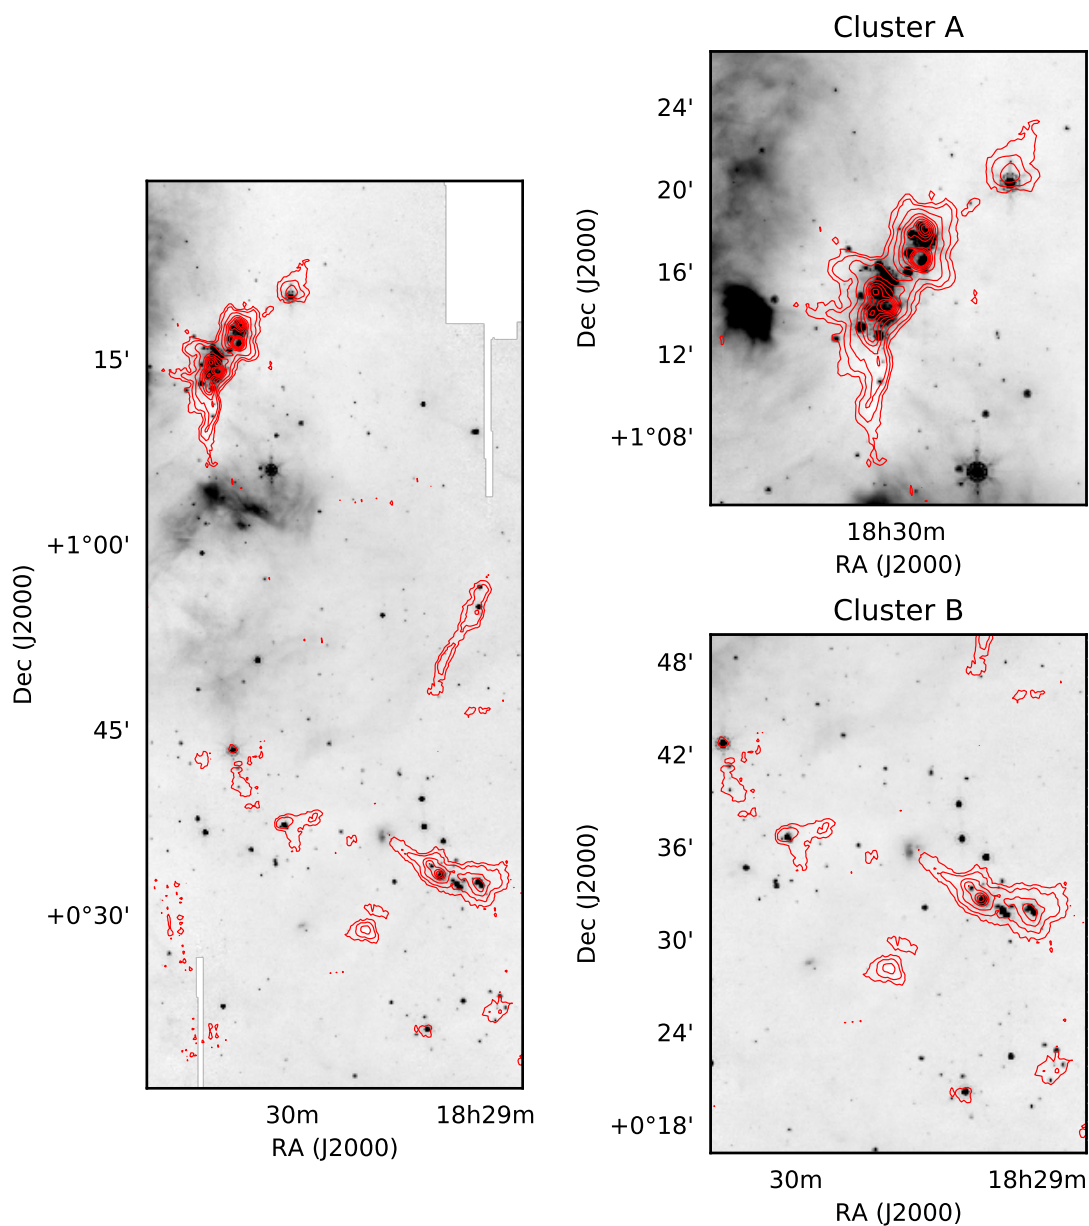 Dec (J2000)
15'
+1°00'
45'
+0°30'
30m
18h29m
RA (J2000)
Cluster A
Dec (J2000)
24'
20'
16'
12'
+1°08'
18h30m
RA (J2000)
Cluster B
Dec (J2000)
48'
42'
36'
30'
24'
+0°18'
30m
18h29m
RA (J2000)